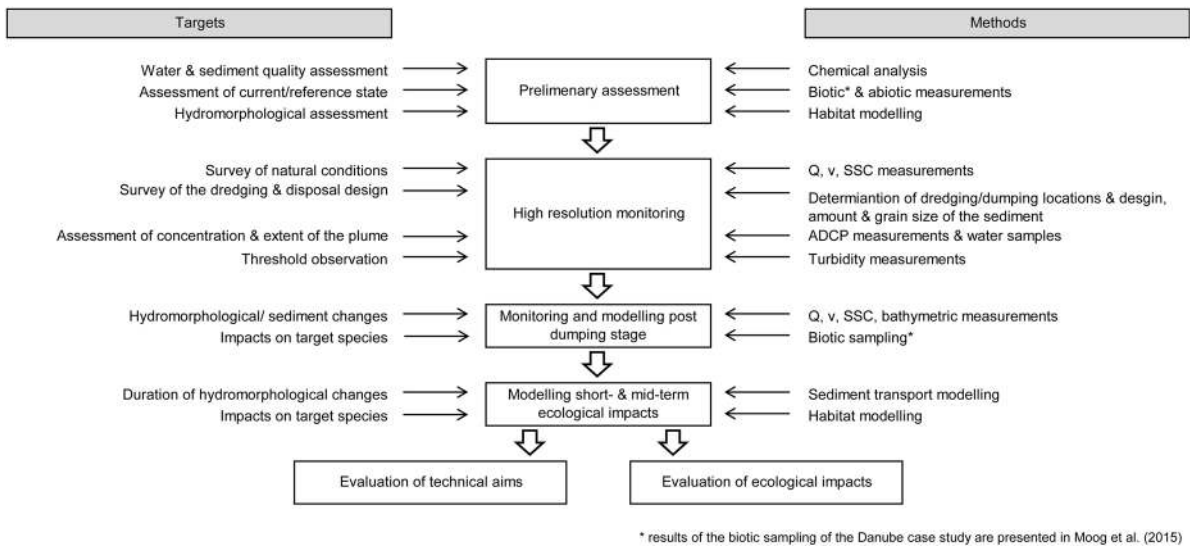 Targets
Methods
Water & sediment quality assessment
Assessment of current/reference state
Hydromorphological assessment
Prelimenary assessment
Chemical analysis
Biotic* & abiotic measurements
Habitat modelling
Survey of natural conditions
Survey of the dredging & disposal design
Assessment of concentration & extent of the plume
Threshold observation
High resolution monitoring
Q, v, SSC measurements
Determiantion of dredging/dumping locations & desgin,
amount & grain size of the sediment
ADCP measurements & water samples
Turbidity measurements
Hydromorphological/ sediment changes
Impacts on target species
Monitoring and modelling post
dumping stage
Q, v, SSC, bathymetric measurements
Biotic sampling*
Duration of hydromorphological changes
Impacts on target species
Modelling short- & mid-term
ecological impacts
Sediment transport modelling
Habitat modelling
Evaluation of technical aims
Evaluation of ecological impacts
* results of the biotic sampling of the Danube case study are presented in Moog et al. (2015)